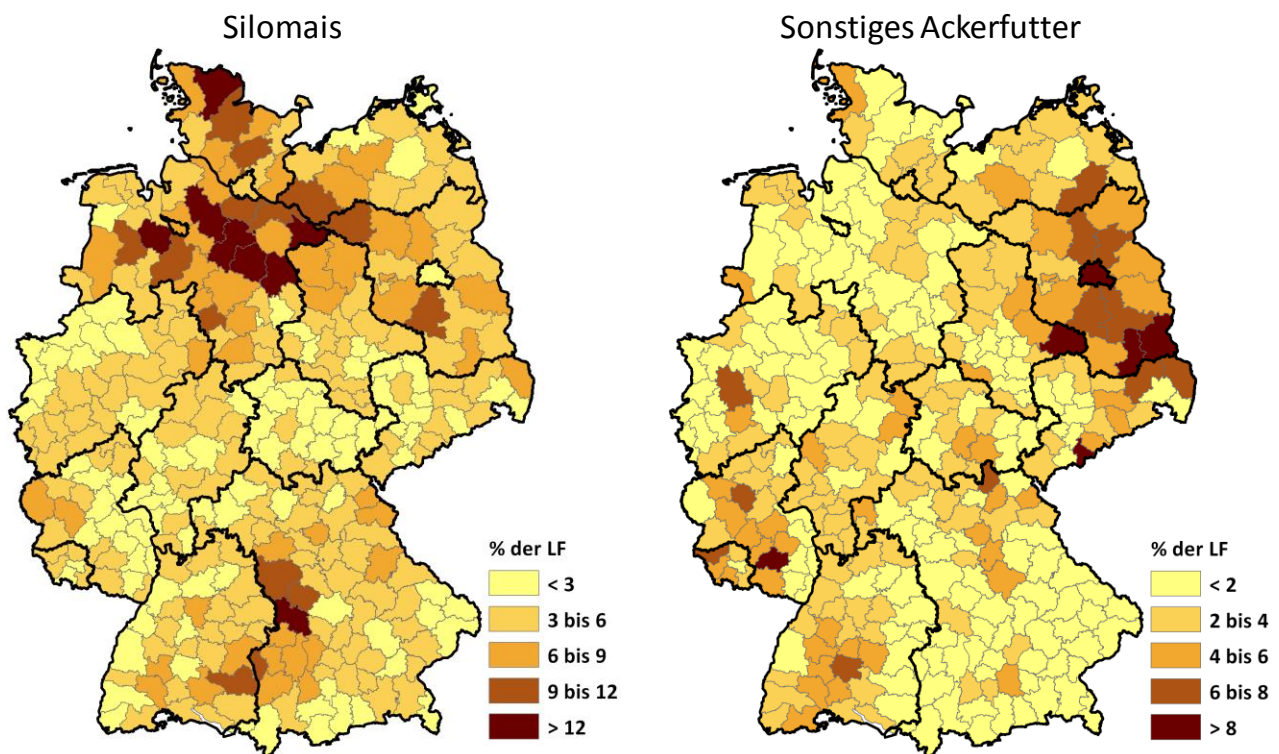 Silomais
% der LF
< 3
3 bis 6
6 bis 9
9 bis 12
> 12
Sonstiges Ackerfutter
% der LF
< 2
2 bis 4
4 bis 6
6 bis 8
> 8